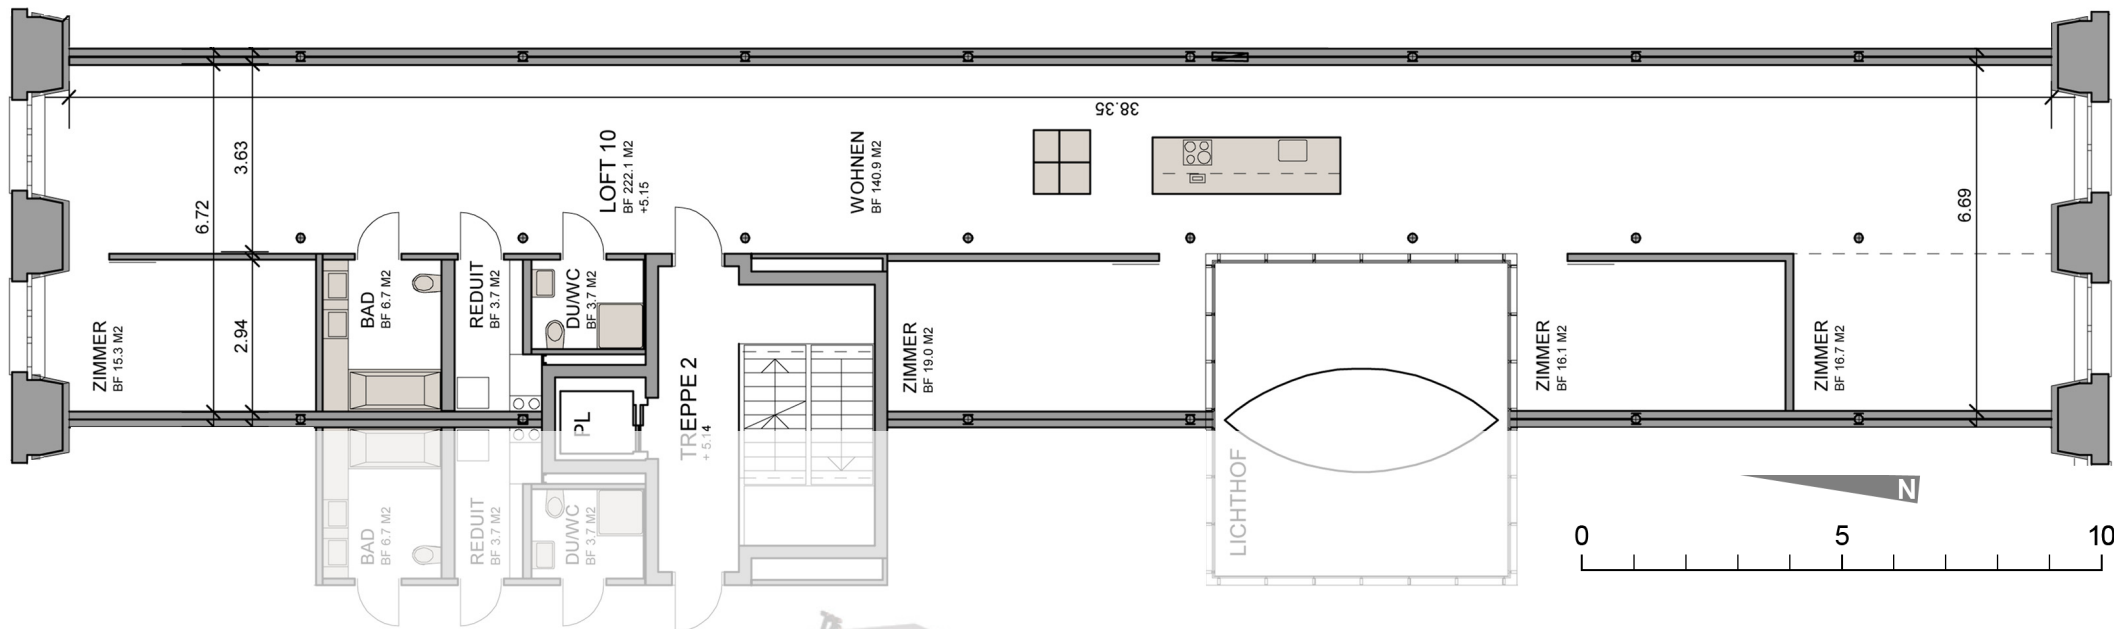 38.35
6.72
3.63
2.94
6.69
LOFT 10
BF 222.1 M2
+5.15
WOHNEN
BF 140.9 M2
ZIMMER
BF 15.3 M2
BAD
BF 6.7 M2
REDUIT
BF 3.7 M2
DU/WC
BF 3.7 M2
PL
TREPPE 2
+ 5.14
ZIMMER
BF 19.0 M2
ZIMMER
BF 16.1 M2
ZIMMER
BF 16.7 M2
BAD
BF 6.7 M2
REDUIT
BF 3.7 M2
DU/WC
BF 3.7 M2
LICHTHOF
N
0 5 10